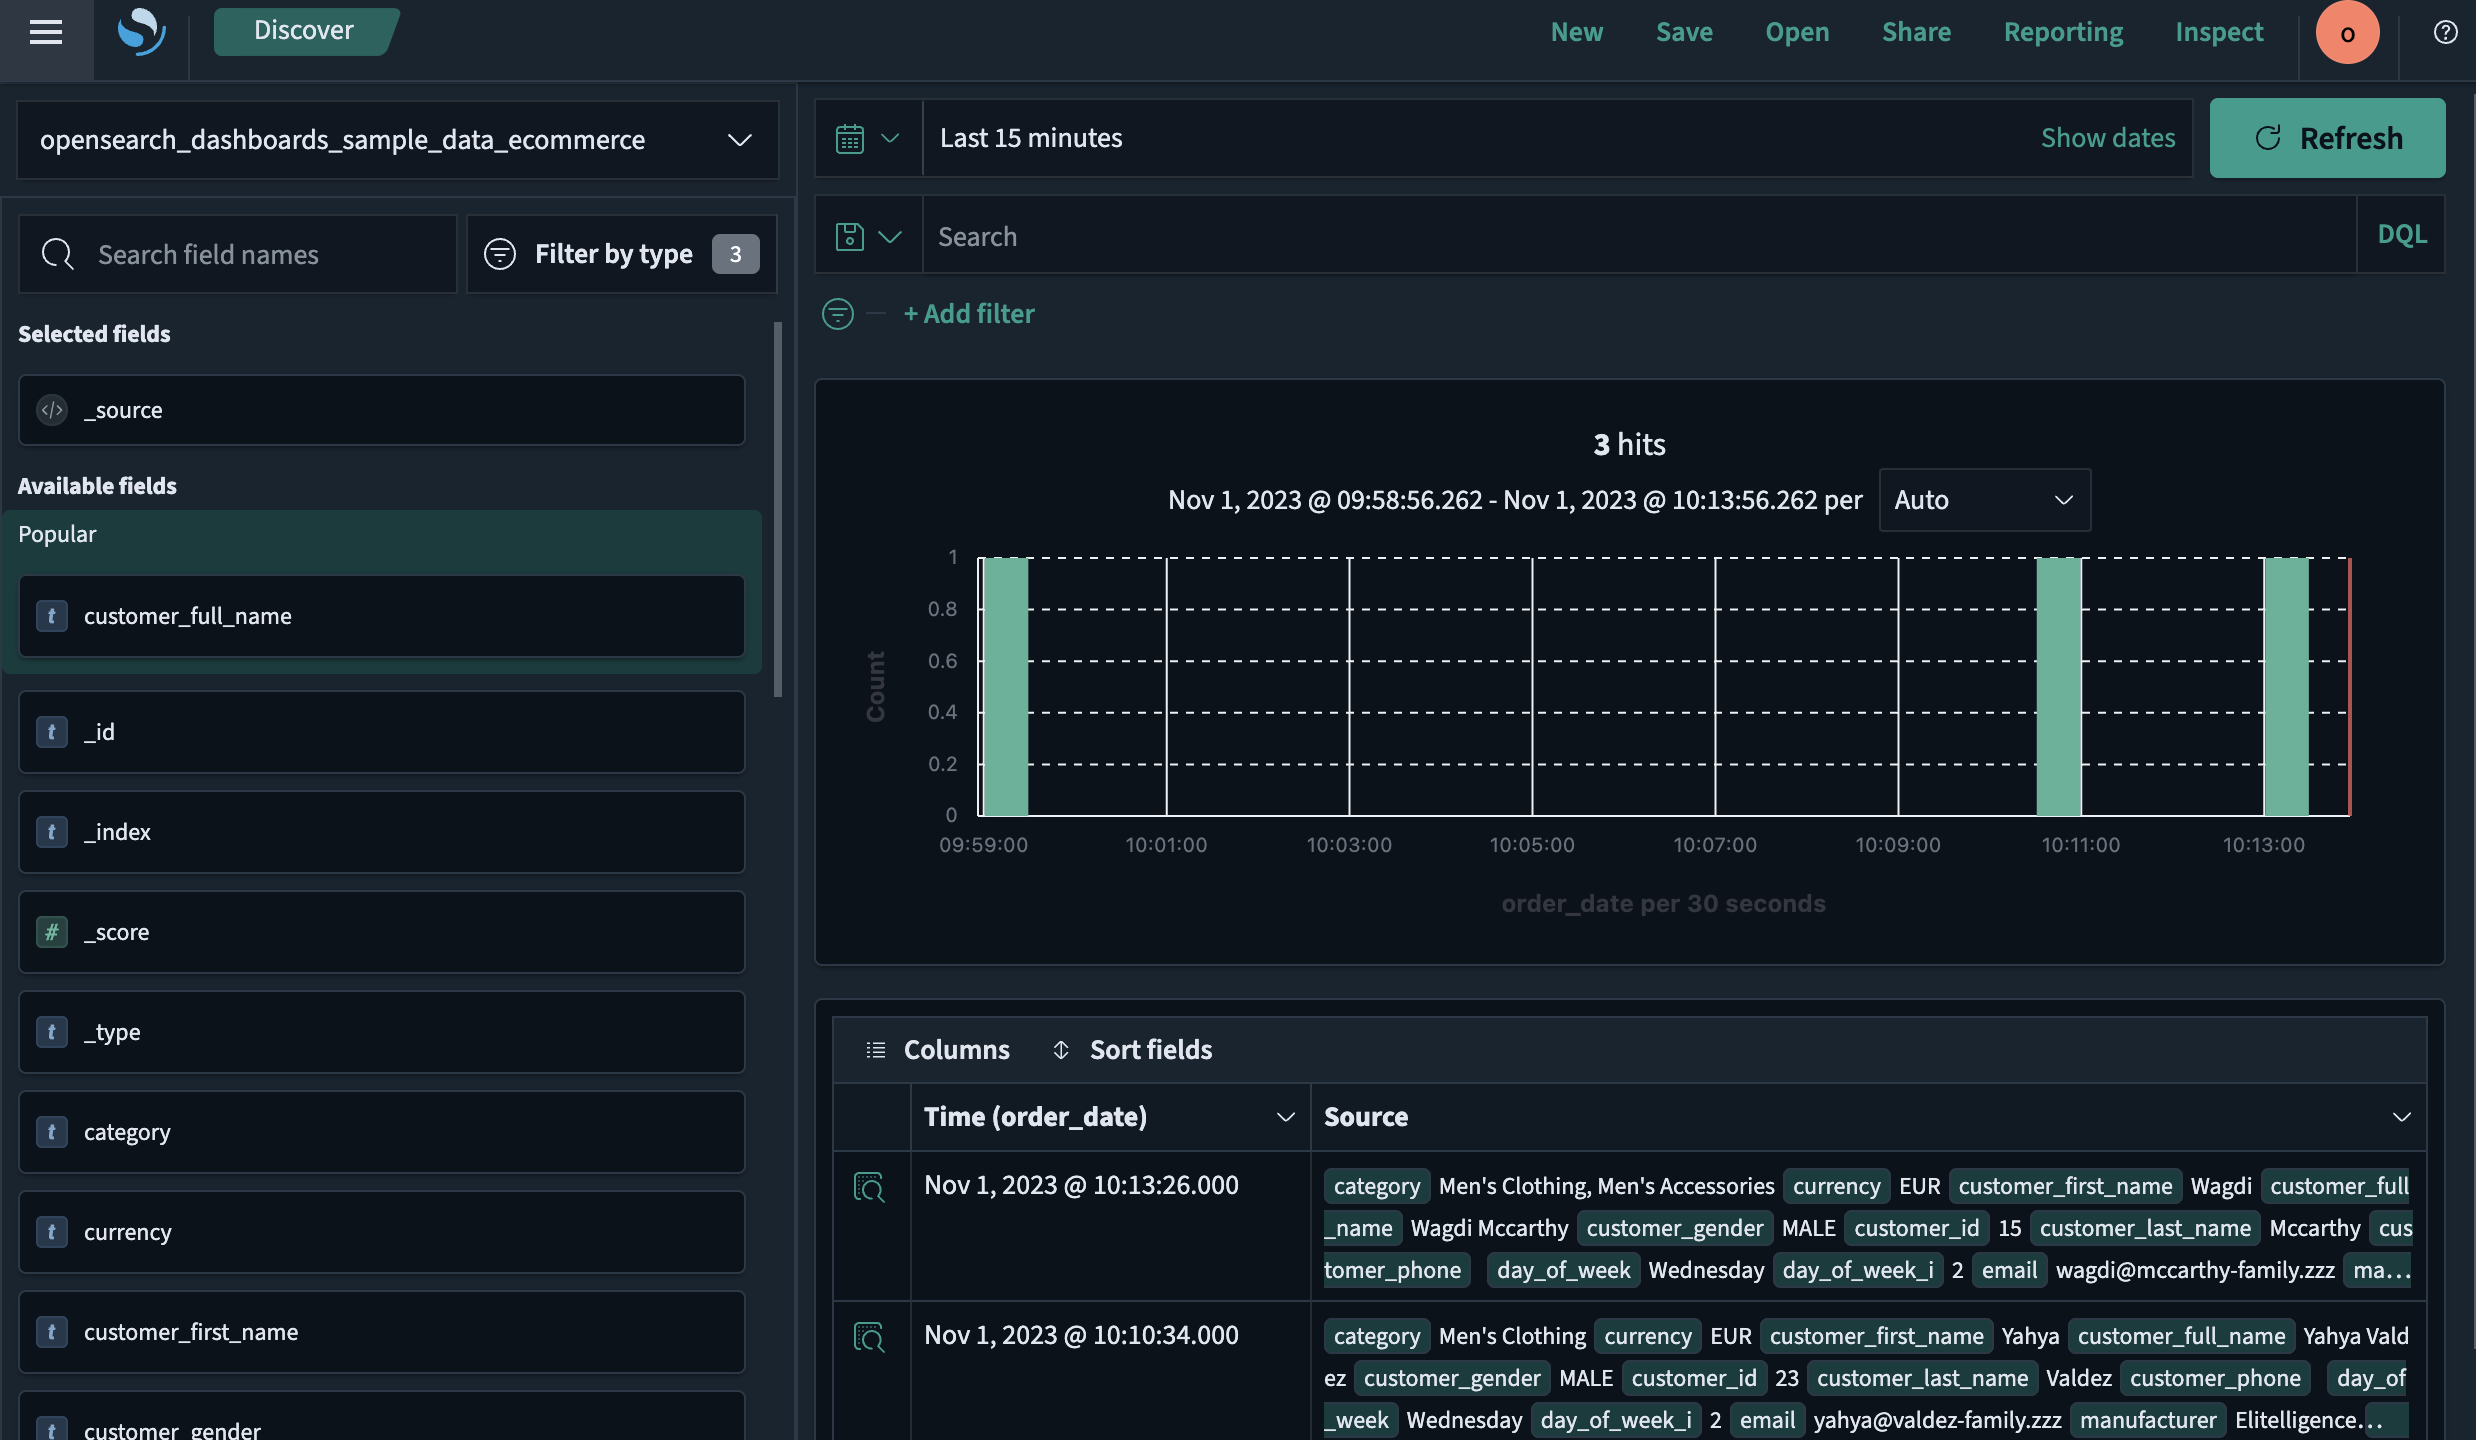 Discover
New Save Open Share Reporting Inspect o
opensearch_dashboards_sample_data_ecommerce
Last 15 minutes Show dates Refresh
Search field names Filter by type 3
Search DQL
+ Add filter
Selected fields
_source
Available fields
Popular
t customer_full_name
t _id
t _index
# _score
t _type
t category
t currency
t customer_first_name
t customer_gender
3 hits
Nov 1, 2023 @ 09:58:56.262 - Nov 1, 2023 @ 10:13:56.262 per Auto
Count
1
0.8
0.6
0.4
0.2
0
09:59:00 10:01:00 10:03:00 10:05:00 10:07:00 10:09:00 10:11:00 10:13:00
order_date per 30 seconds
Columns Sort fields
Time (order_date) Source
Nov 1, 2023 @ 10:13:26.000 category Men's Clothing, Men's Accessories currency EUR customer_first_name Wagdi customer_full
_name Wagdi Mccarthy customer_gender MALE customer_id 15 customer_last_name Mccarthy cus
tomer_phone day_of_week Wednesday day_of_week_i 2 email wagdi@mccarthy-family.zzz ma...
Nov 1, 2023 @ 10:10:34.000 category Men's Clothing currency EUR customer_first_name Yahya customer_full_name Yahya Vald
ez customer_gender MALE customer_id 23 customer_last_name Valdez customer_phone day_of
_week Wednesday day_of_week_i 2 email yahya@valdez-family.zzz manufacturer Elitelligence...